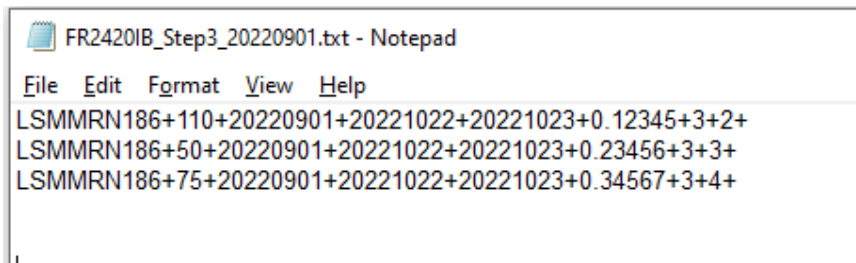 FR2420IB_Step3_20220901.txt - Notepad
File Edit Format View Help
LSMMRN186+110+20220901+20221022+20221023+0.12345+3+2+
LSMMRN186+50+20220901+20221022+20221023+0.23456+3+3+
LSMMRN186+75+20220901+20221022+20221023+0.34567+3+4+